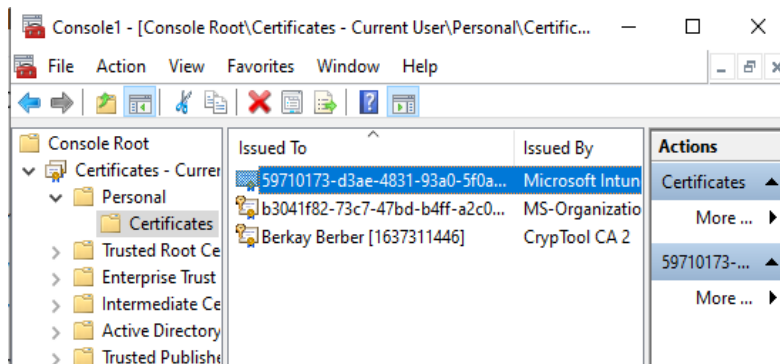 Console1 - [Console Root\Certificates - Current User\Personal\Certific...
File Action View Favorites Window Help
Console Root
Certificates - Currer
Personal
Certificates
Trusted Root Ce
Enterprise Trust
Intermediate Ce
Active Directory
Trusted Publishe
Issued To Issued By
59710173-d3ae-4831-93a0-5f0a... Microsoft Intun
b3041f82-73c7-47bd-b4ff-a2c0... MS-Organizatio
Berkay Berber [1637311446] CrypTool CA 2
Actions
Certificates
More ...
59710173-...
More ...